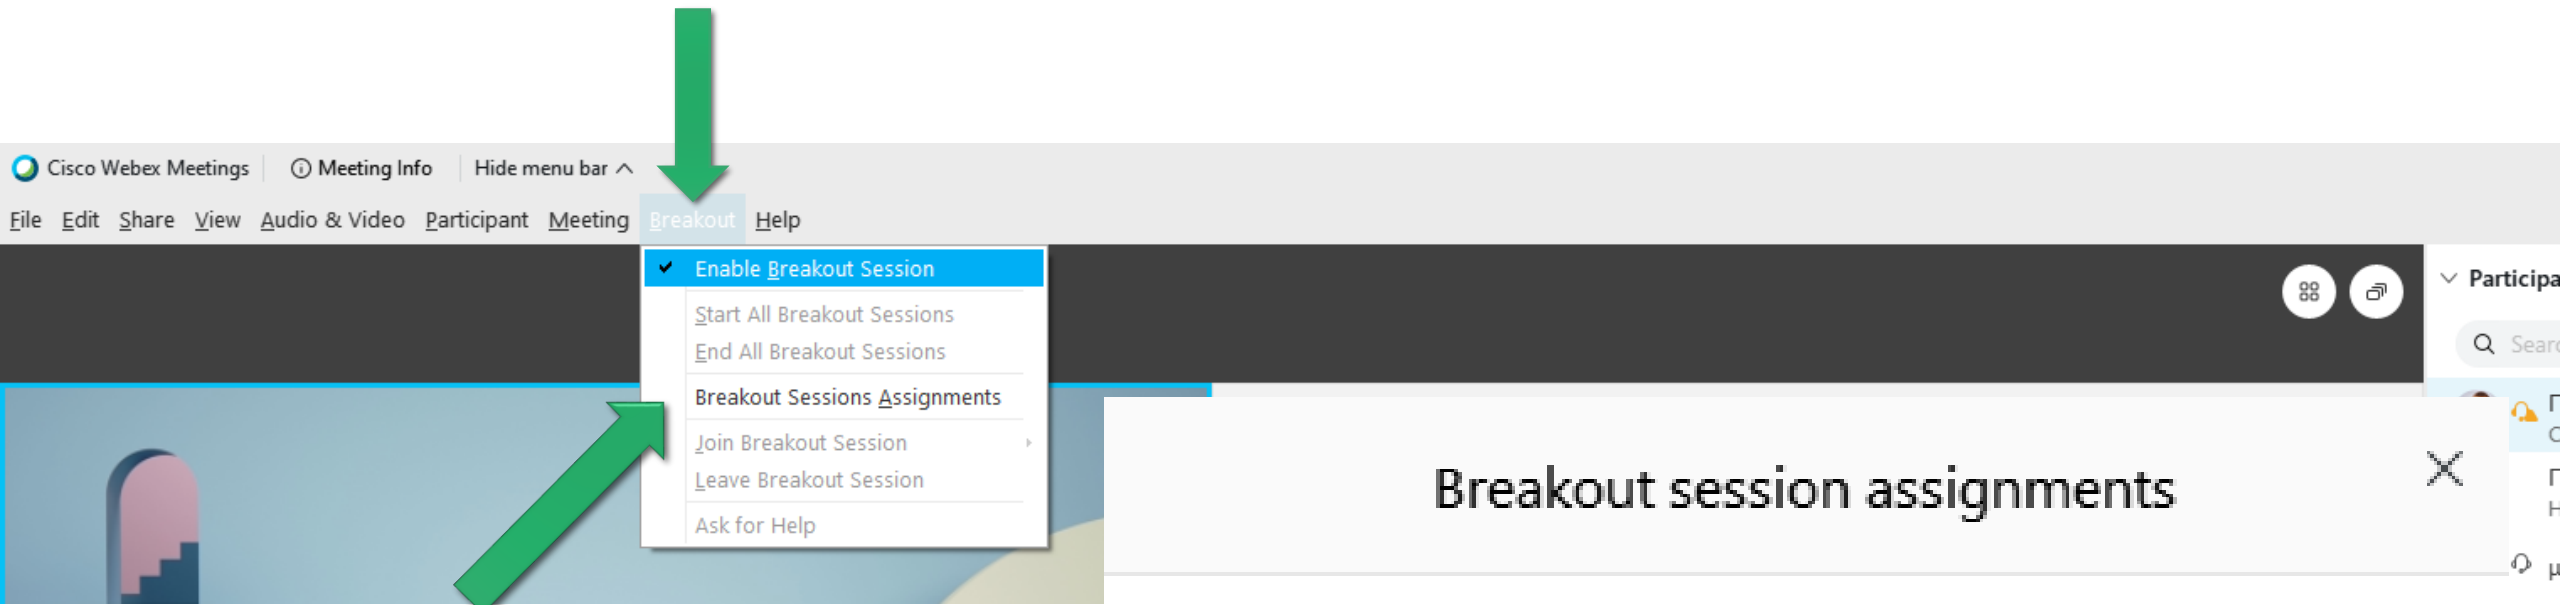 Cisco Webex Meetings Meeting Info Hide menu bar
File Edit Share View Audio & Video Participant Meeting Breakout Help
Enable Breakout Session
Start All Breakout Sessions
End All Breakout Sessions
Breakout Sessions Assignments
Join Breakout Session
Leave Breakout Session
Ask for Help
Breakout session assignments
Participa
Sear